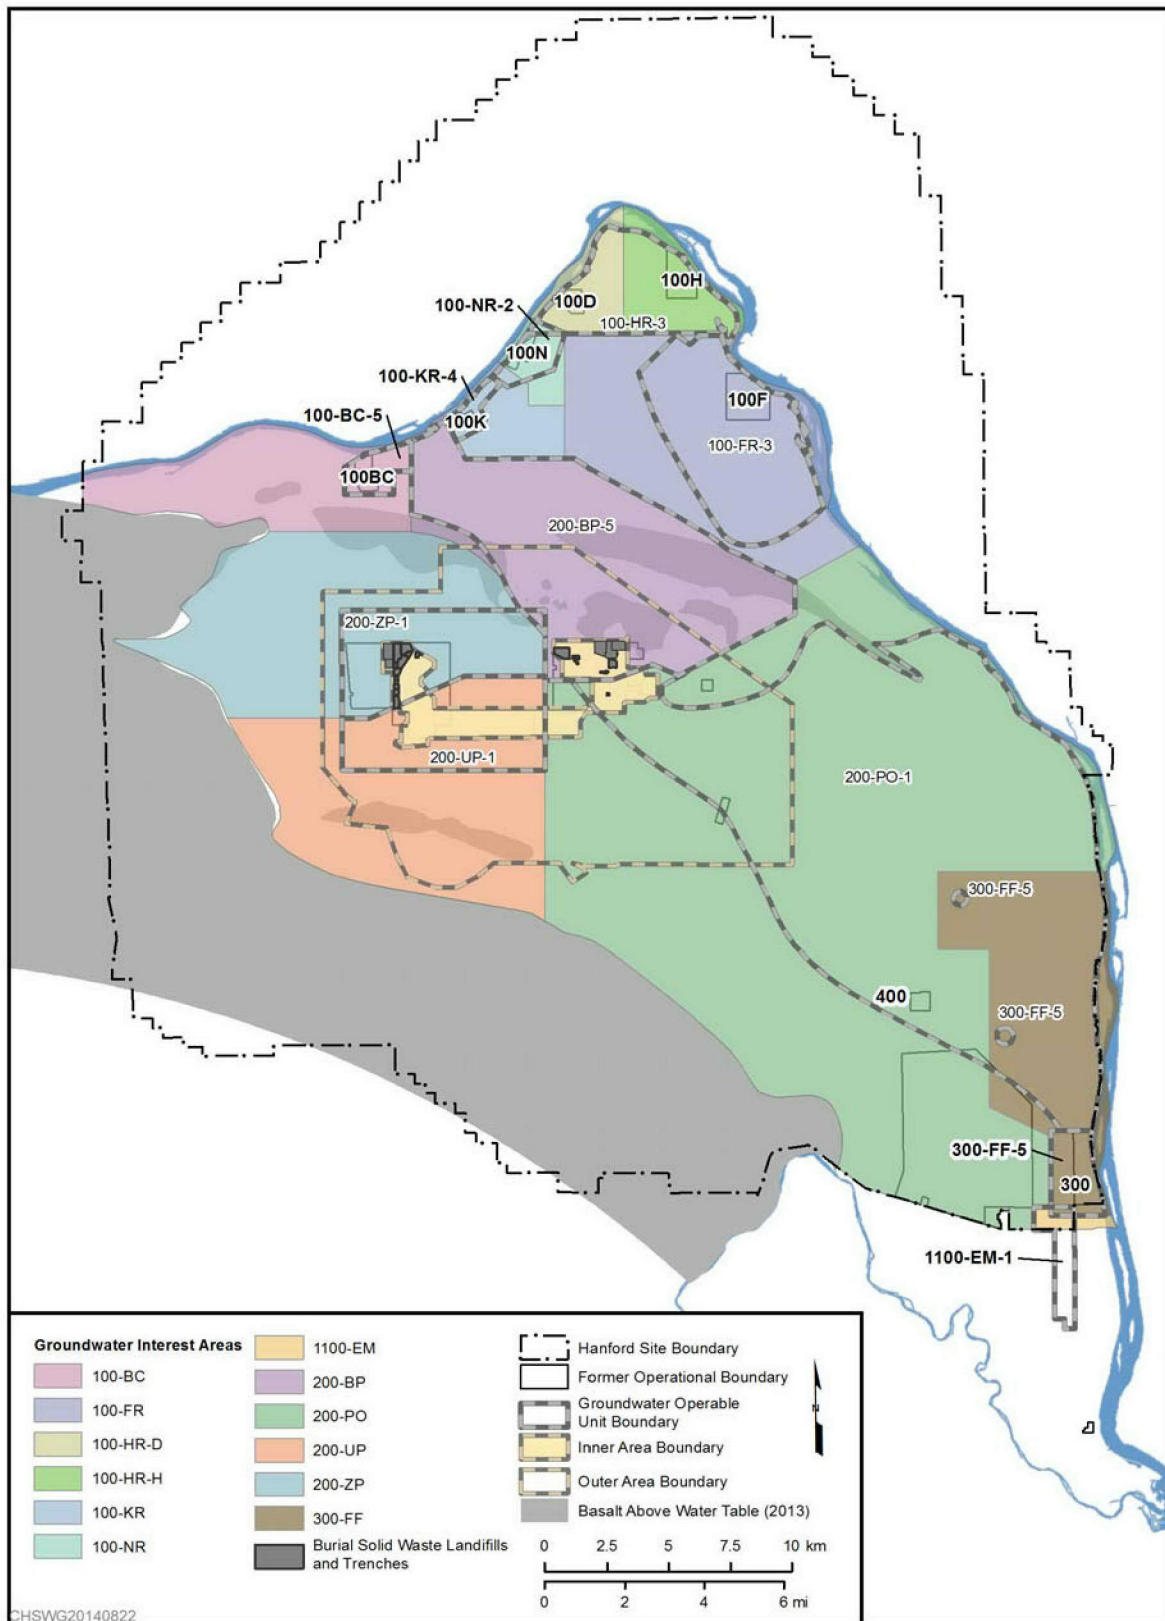 100H
100D
100-NR-2
100-HR-3
100N
100-KR-4
100F
100-BC-5
100K
100-FR-3
100BC
200-BP-5
200-ZP-1
200-UP-1
200-PO-1
300-FF-5
400
300-FF-5
300-FF-5
300
1100-EM-1
Groundwater Interest Areas
100-BC
100-FR
100-HR-D
100-HR-H
100-KR
100-NR
1100-EM
200-BP
200-PO
200-UP
200-ZP
300-FF
Burial Solid Waste Landfills
and Trenches
Hanford Site Boundary
Former Operational Boundary
Groundwater Operable
Unit Boundary
Inner Area Boundary
Outer Area Boundary
Basalt Above Water Table (2013)
0 2.5 5 7.5 10 km
0 2 4 6 mi
N
CHSWG20140822